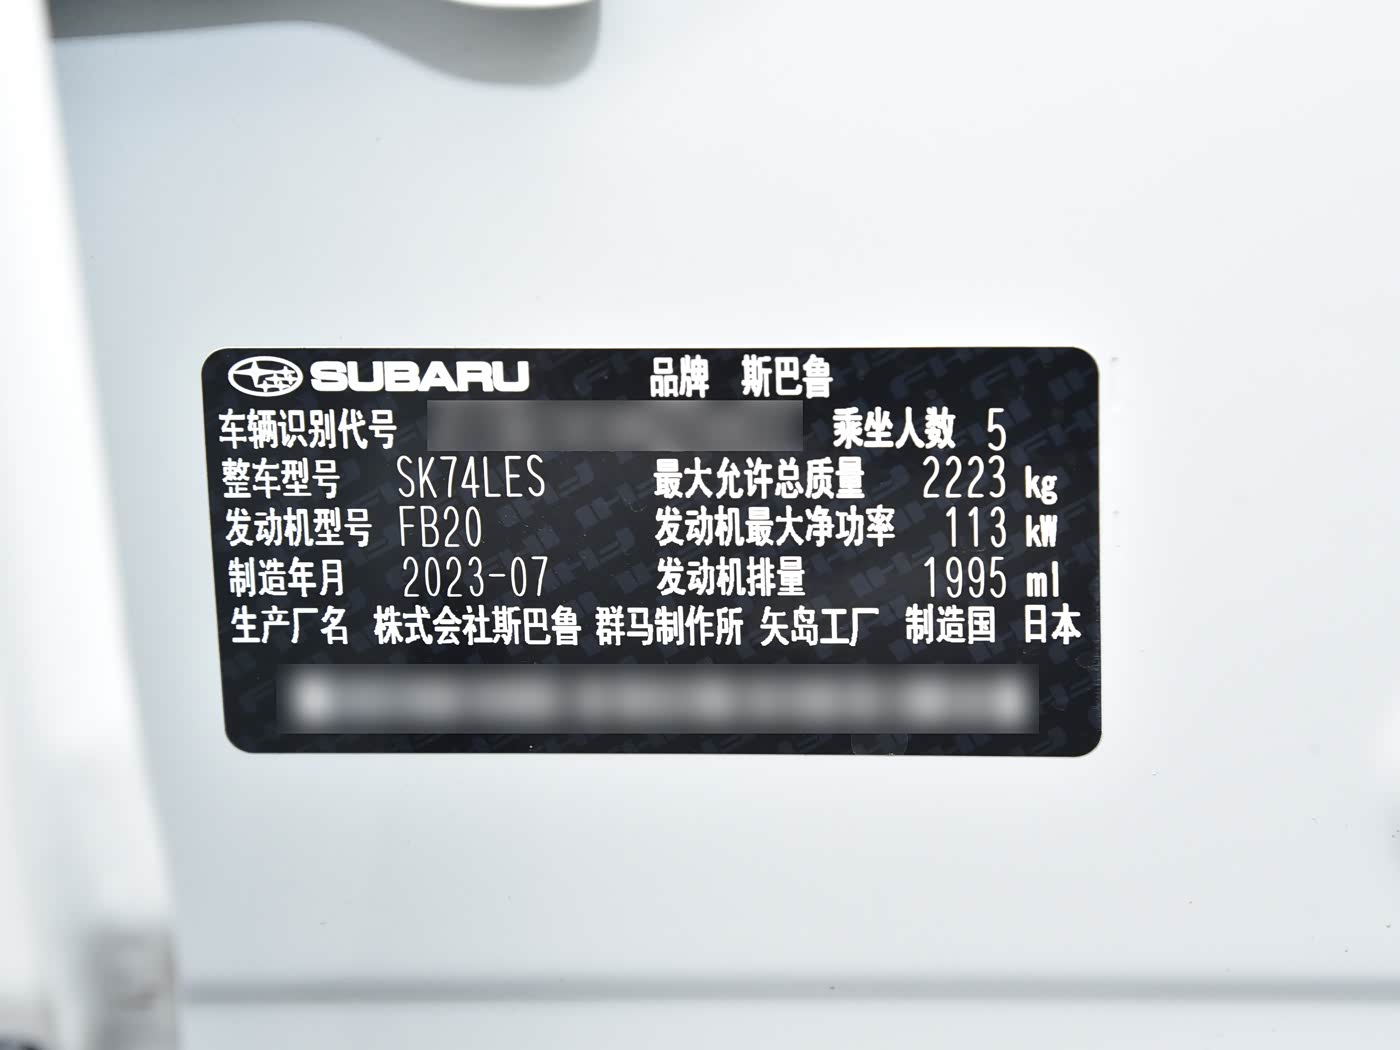 SUBARU 品牌 斯巴鲁
车辆识别代号 乘坐人数 5
整车型号 SK74LES 最大允许总质量 2223 kg
发动机型号 FB20 发动机最大净功率 113 kW
制造年月 2023-07 发动机排量 1995 ml
生产厂名 株式会社斯巴鲁 群马制作所 矢岛工厂 制造国 日本